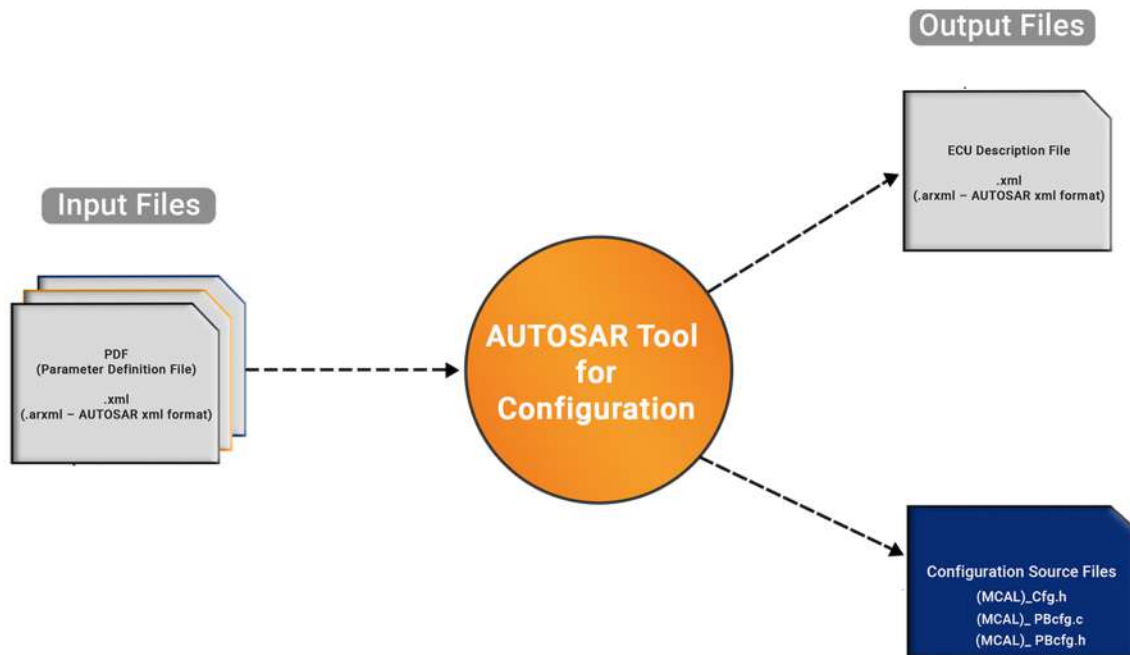 Output Files
ECU Description File
.xml
(.arxml – AUTOSAR xml format)
Input Files
PDF
(Parameter Definition File)
.xml
(.arxml – AUTOSAR xml format)
AUTOSAR Tool
for
Configuration
Configuration Source Files
(MCAL)_Cfg.h
(MCAL)_ PBcfg.c
(MCAL)_ PBcfg.h